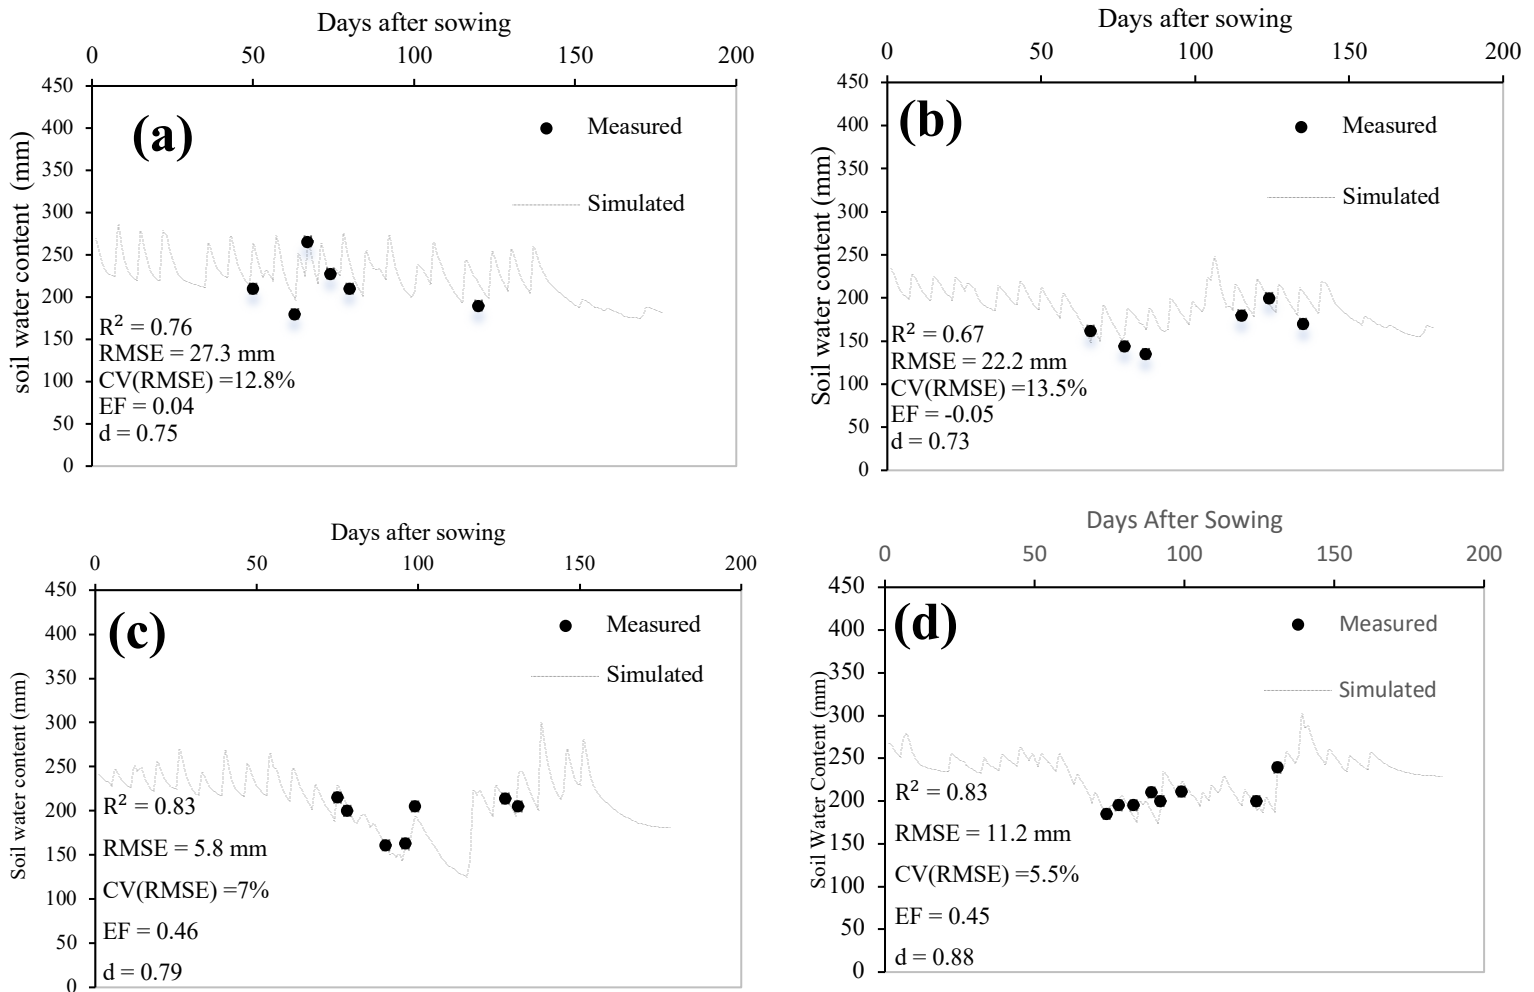 Days after sowing
0 50 100 150 200
soil water content (mm)
450
400
350
300
250
200
150
100
50
0
(a)
Measured
Simulated
R² = 0.76
RMSE = 27.3 mm
CV(RMSE) =12.8%
EF = 0.04
d = 0.75
Days after sowing
0 50 100 150 200
Soil water content (mm)
450
400
350
300
250
200
150
100
50
0
(b)
Measured
Simulated
R² = 0.67
RMSE = 22.2 mm
CV(RMSE) =13.5%
EF = -0.05
d = 0.73
Days after sowing
0 50 100 150 200
Soil water content (mm)
450
400
350
300
250
200
150
100
50
0
(c)
Measured
Simulated
R² = 0.83
RMSE = 5.8 mm
CV(RMSE) =7%
EF = 0.46
d = 0.79
Days After Sowing
0 50 100 150 200
Soil Water Content (mm)
450
400
350
300
250
200
150
100
50
0
(d)
Measured
Simulated
R² = 0.83
RMSE = 11.2 mm
CV(RMSE) =5.5%
EF = 0.45
d = 0.88